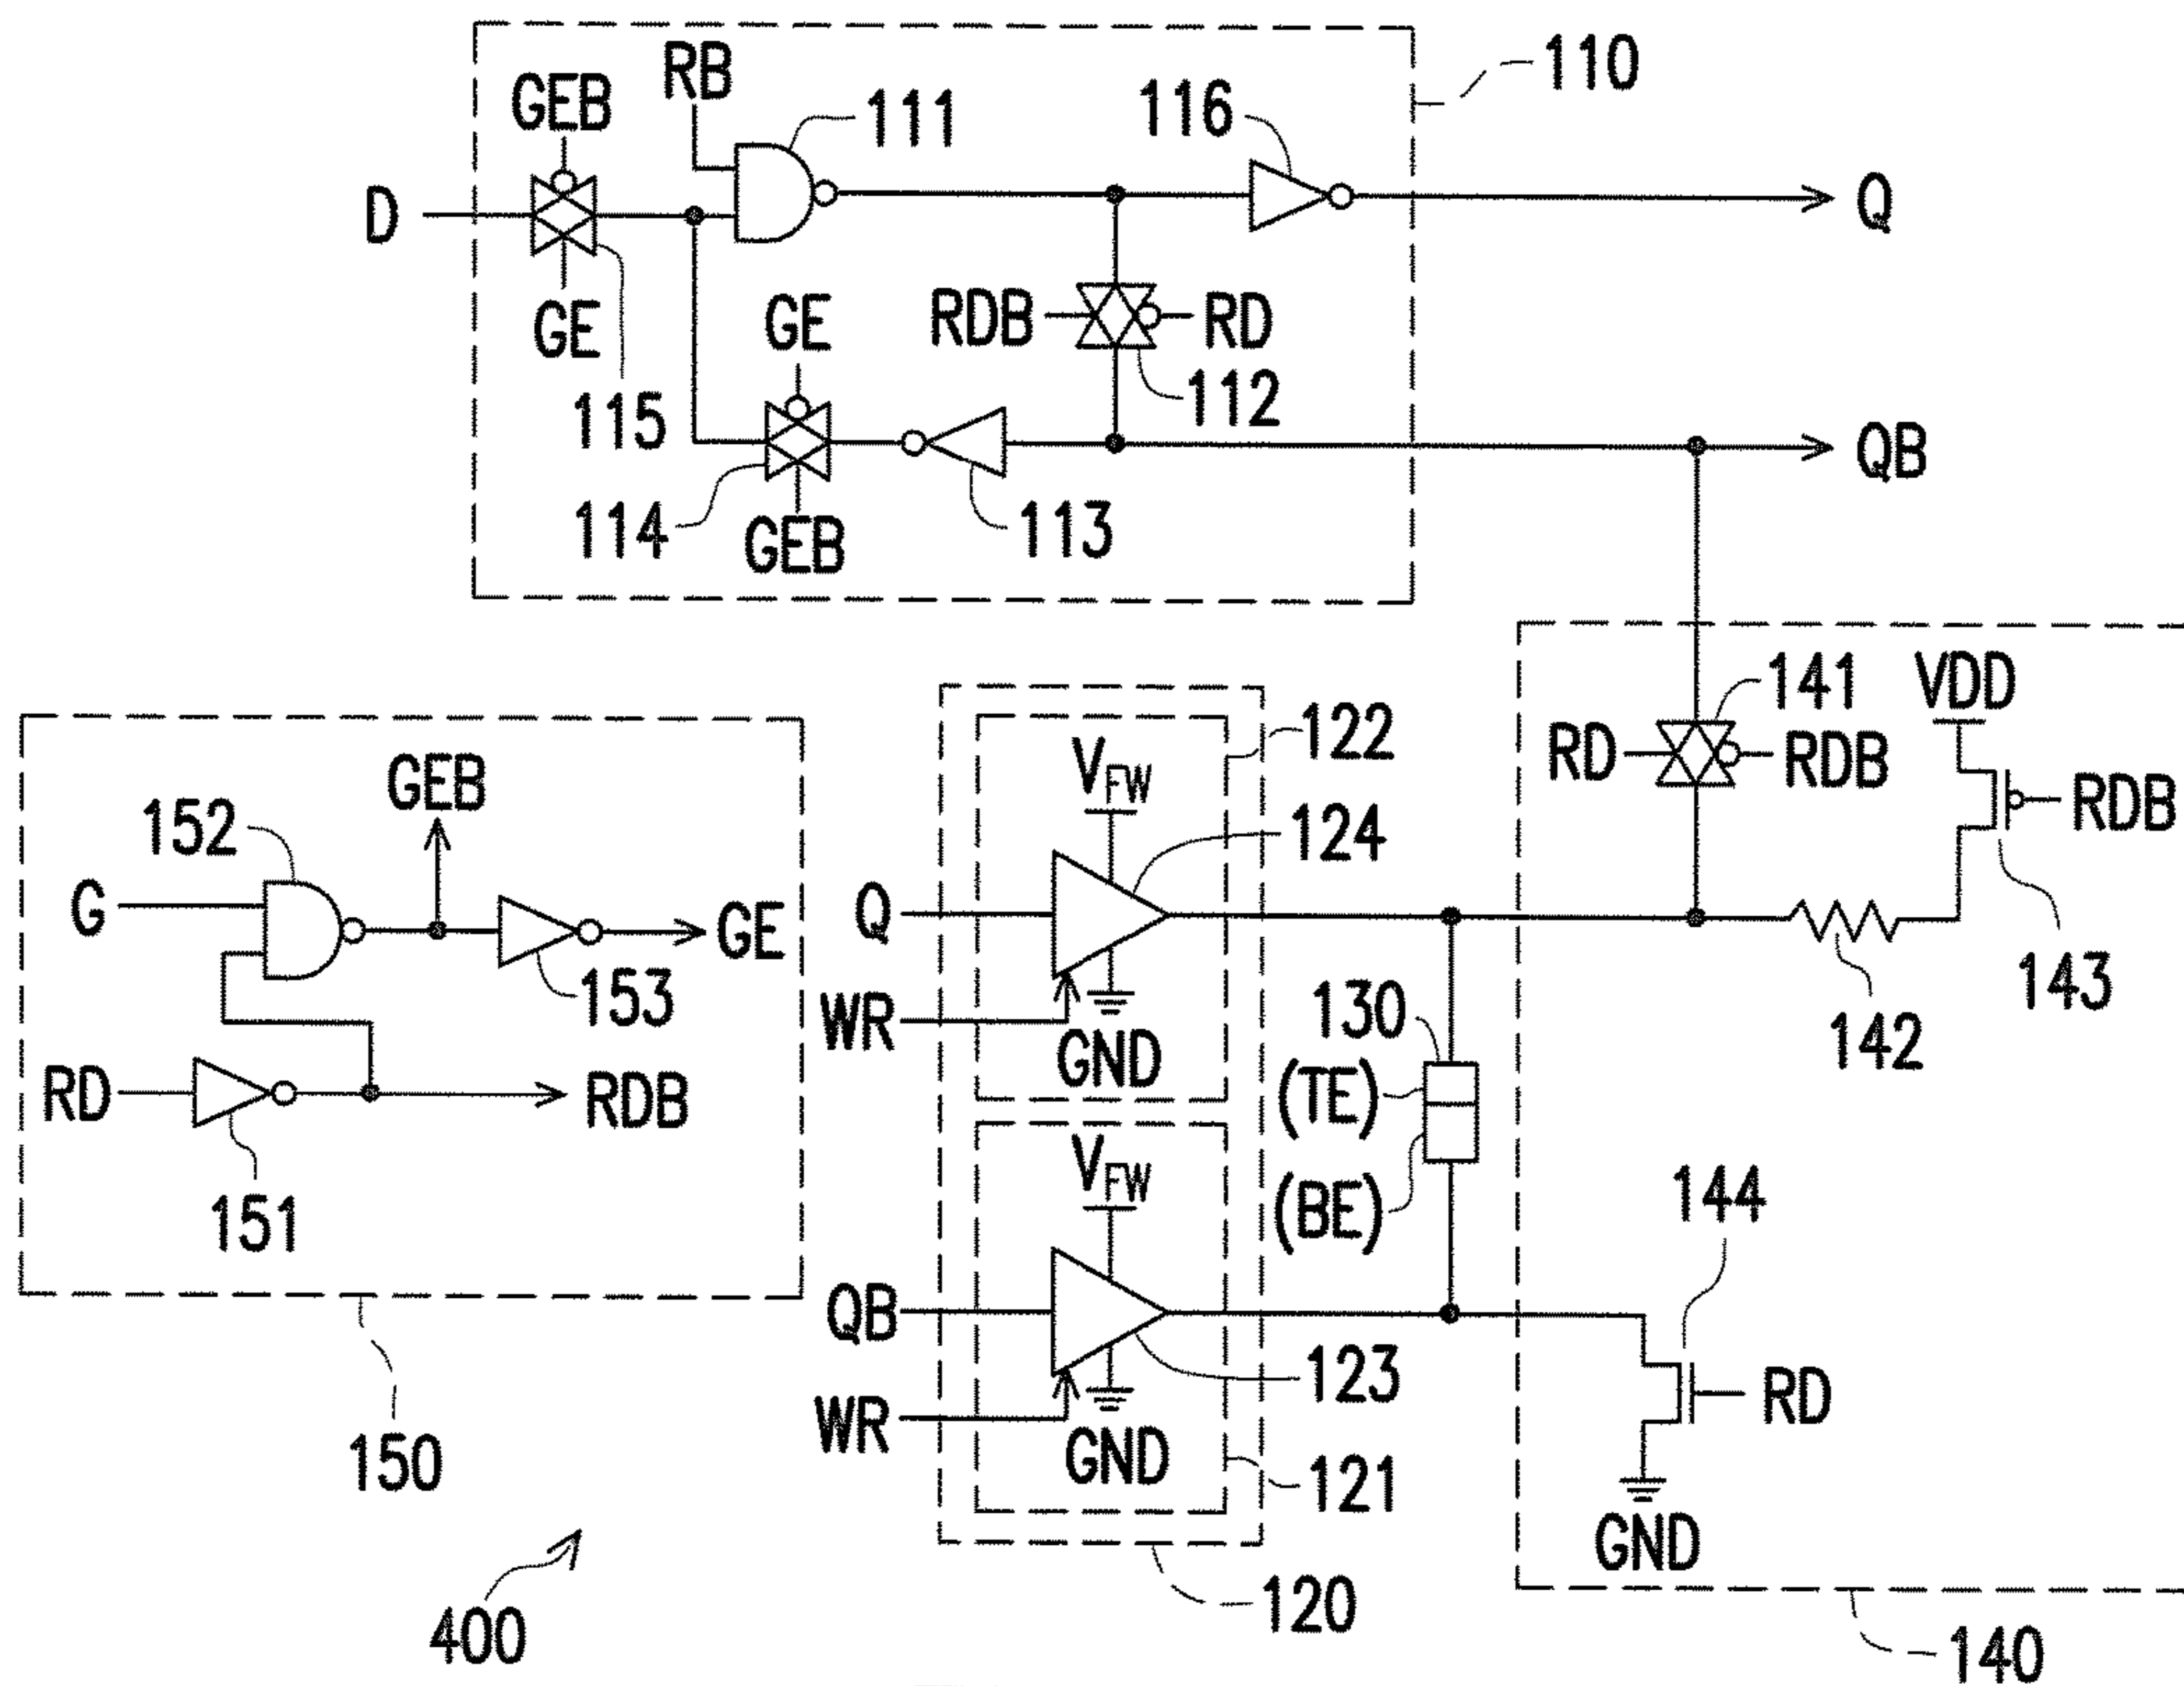 110
RB
GEB
111
116
D
Q
GE
GE
RDB
RD
115
112
QB
114
GEB
113
VDD
141
122
RD
RDB
VFW
GEB
RDB
152
124
G
Q
GE
143
153
130
WR
142
GND
RD
RDB
(TE)
VFW
144
(BE)
151
QB
123
RD
WR
GND
150
121
GND
120
400
140